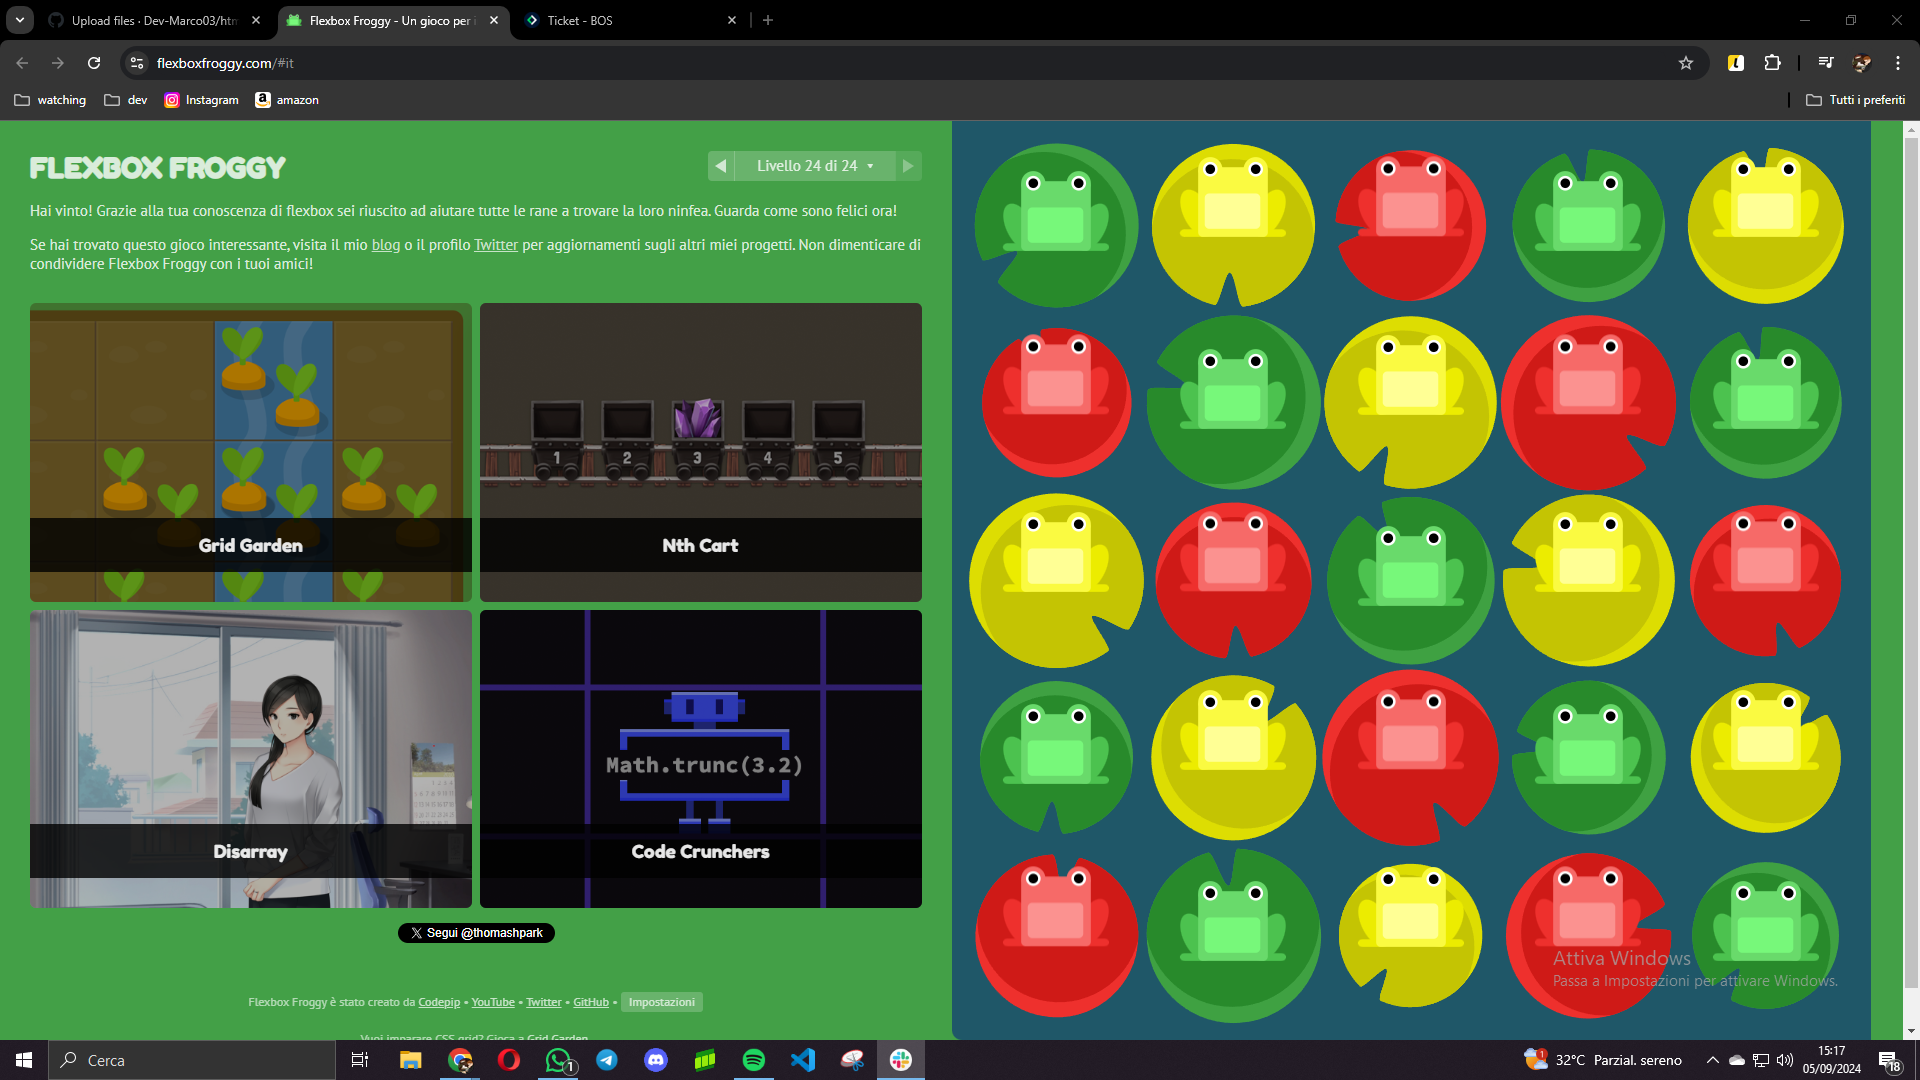 Upload files · Dev-Marco03/htm
Flexbox Froggy - Un gioco per i
Ticket - BOS
flexboxfroggy.com/#it
watching
dev
Instagram
amazon
Tutti i preferiti
FLEXBOX FROGGY
Livello 24 di 24
Hai vinto! Grazie alla tua conoscenza di flexbox sei riuscito ad aiutare tutte le rane a trovare la loro ninfea. Guarda come sono felici ora!
Se hai trovato questo gioco interessante, visita il mio blog o il profilo Twitter per aggiornamenti sugli altri miei progetti. Non dimenticare di
condividere Flexbox Froggy con i tuoi amici!
1 2 3 4 5
Grid Garden
Nth Cart
Math.trunc(3.2)
Disarray
Code Crunchers
Segui @thomashpark
Flexbox Froggy è stato creato da Codepip • YouTube • Twitter • GitHub • Impostazioni
Vuoi imparare CSS grid? Gioca a Grid Garden
Attiva Windows
Passa a Impostazioni per attivare Windows.
Cerca
1
1
32°C Parzial. sereno
15:17
05/09/2024
18